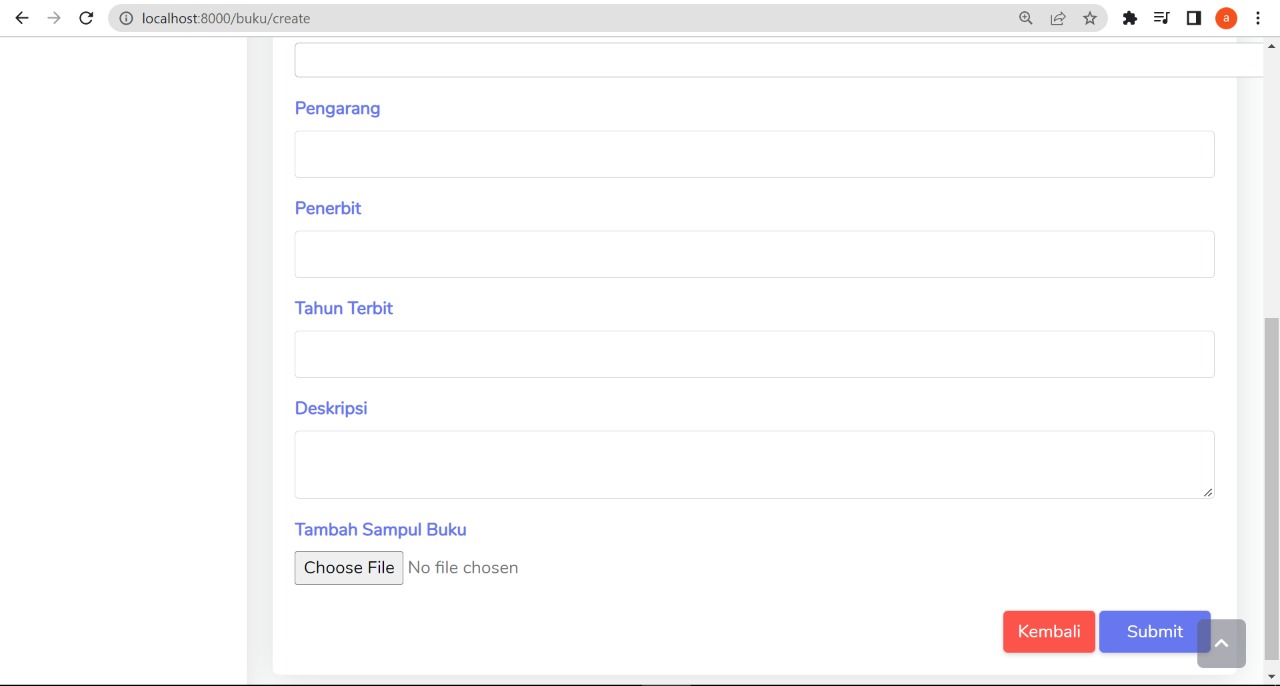 localhost:8000/buku/create
a
Pengarang
Penerbit
Tahun Terbit
Deskripsi
Tambah Sampul Buku
Choose File No file chosen
Kembali Submit